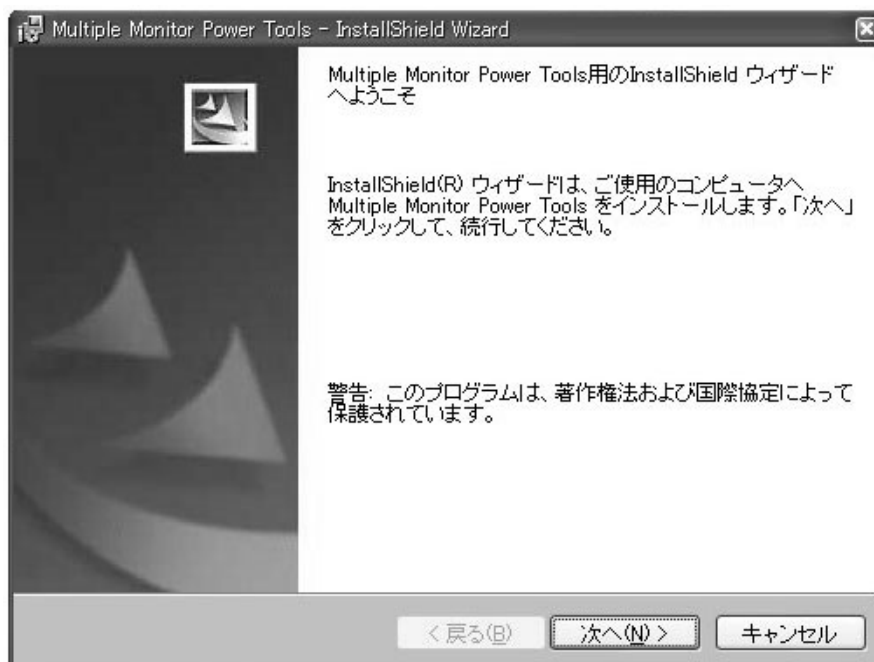 Multiple Monitor Power Tools - InstallShield Wizard
Multiple Monitor Power Tools用のInstallShield ウィザード
へようこそ
InstallShield(R) ウィザードは、ご使用のコンピュータへ
Multiple Monitor Power Tools をインストールします。「次へ」
をクリックして、続行してください。
警告: このプログラムは、著作権法および国際協定によって
保護されています。
< 戻る(B)
次へ(N) >
キャンセル